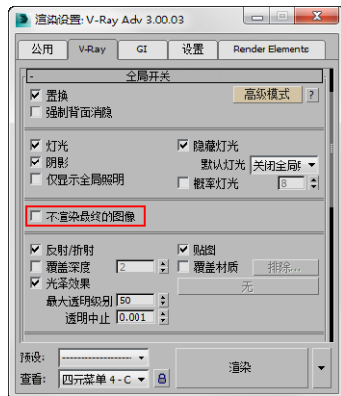 渲染设置: V-Ray Adv 3.00.03
公用 V-Ray GI 设置 Render Elements
- 全局开关
置换 高级模式 ?
强制背面消隐
灯光 隐藏灯光
阴影 默认灯光 关闭全局
仅显示全局照明 概率灯光 8
不渲染最终的图像
反射/折射 贴图
覆盖深度 2 覆盖材质 排除...
光泽效果 无
最大透明级别 50
透明中止 0.001
预设: -----------------
查看: 四元菜单 4 - C 渲染